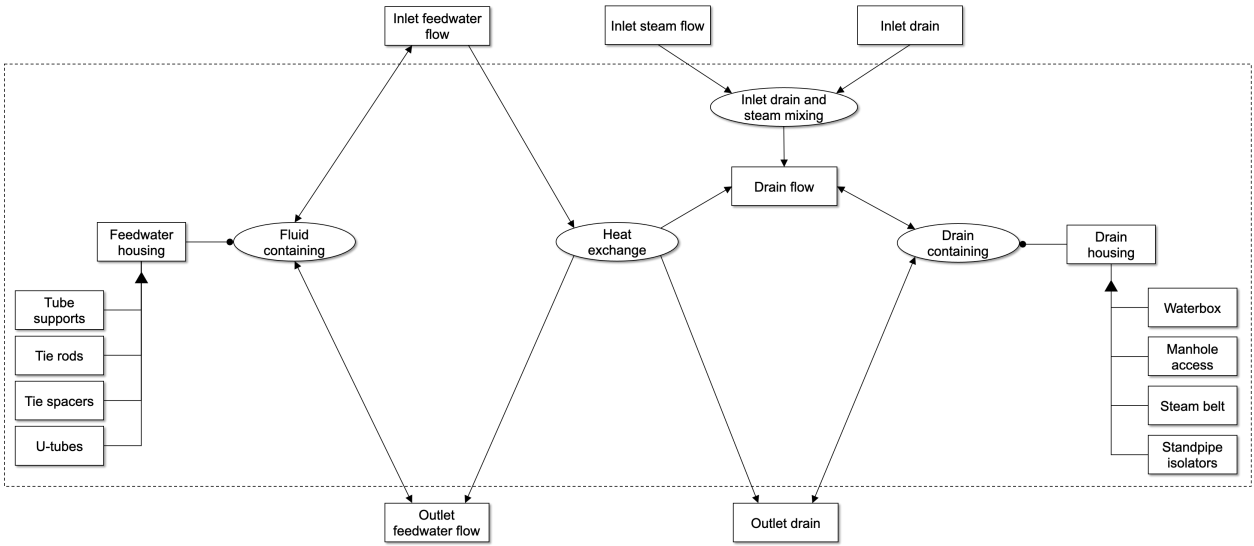 Inlet feedwater
flow
Inlet steam flow
Inlet drain
Inlet drain and
steam mixing
Drain flow
Feedwater
housing
Fluid
containing
Heat
exchange
Drain
containing
Drain
housing
Tube
supports
Tie rods
Tie spacers
U-tubes
Waterbox
Manhole
access
Steam belt
Standpipe
isolators
Outlet
feedwater flow
Outlet drain